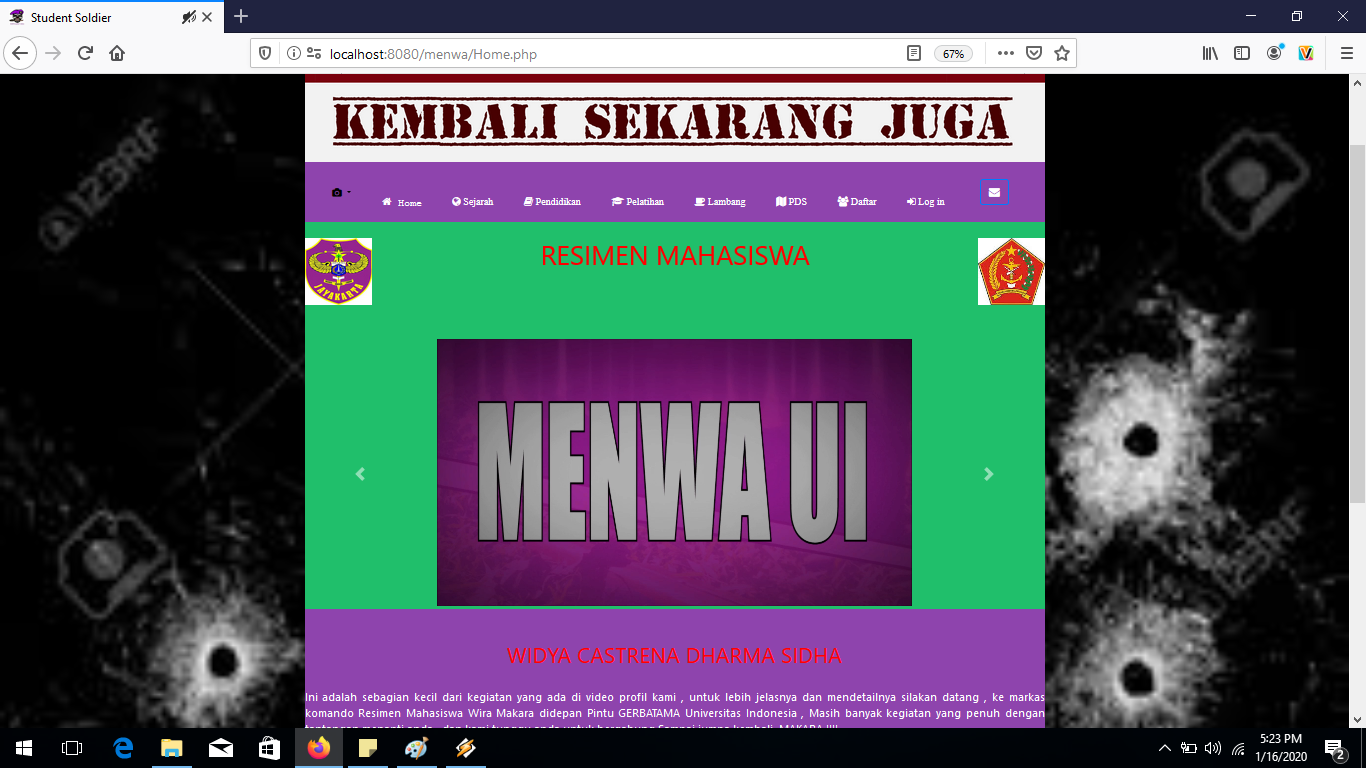 Student Soldier
localhost:8080/menwa/Home.php
67%
KEMBALI SEKARANG JUGA
Home
Sejarah
Pendidikan
Pelatihan
Lambang
PDS
Daftar
Log in
RESIMEN MAHASISWA
JAYAKARTA
MENWA UI
WIDYA CASTRENA DHARMA SIDHA
Ini adalah sebagian kecil dari kegiatan yang ada di video profil kami , untuk lebih jelasnya dan mendetailnya silakan datang , ke markas
komando Resimen Mahasiswa Wira Makara didepan Pintu GERBATAMA Universitas Indonesia , Masih banyak kegiatan yang penuh dengan
123RF
123RF
5:23 PM
1/16/2020
2